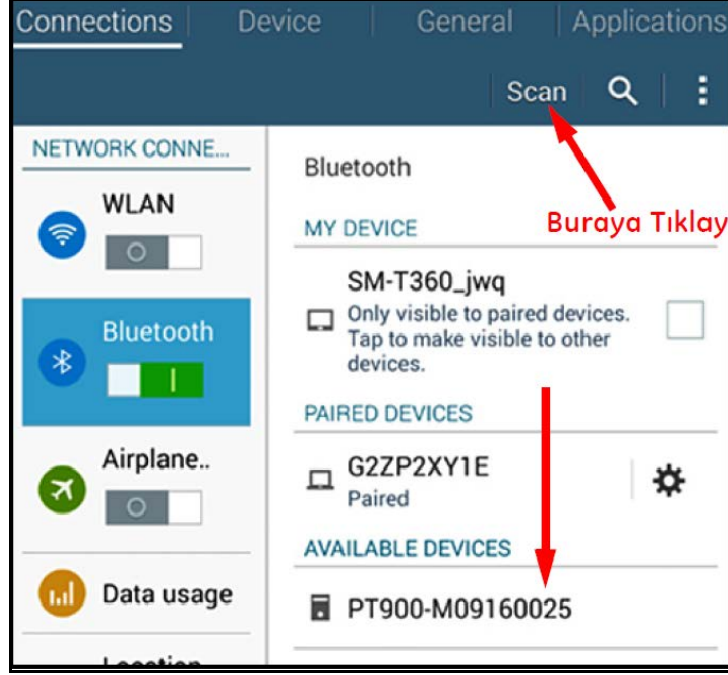 Connections
Device
General
Applications
Scan
NETWORK CONNE...
WLAN
Bluetooth
Airplane..
Data usage
Bluetooth
Buraya Tıklay
MY DEVICE
SM-T360_jwq
Only visible to paired devices.
Tap to make visible to other
devices.
PAIRED DEVICES
G2ZP2XY1E
Paired
AVAILABLE DEVICES
PT900-M09160025